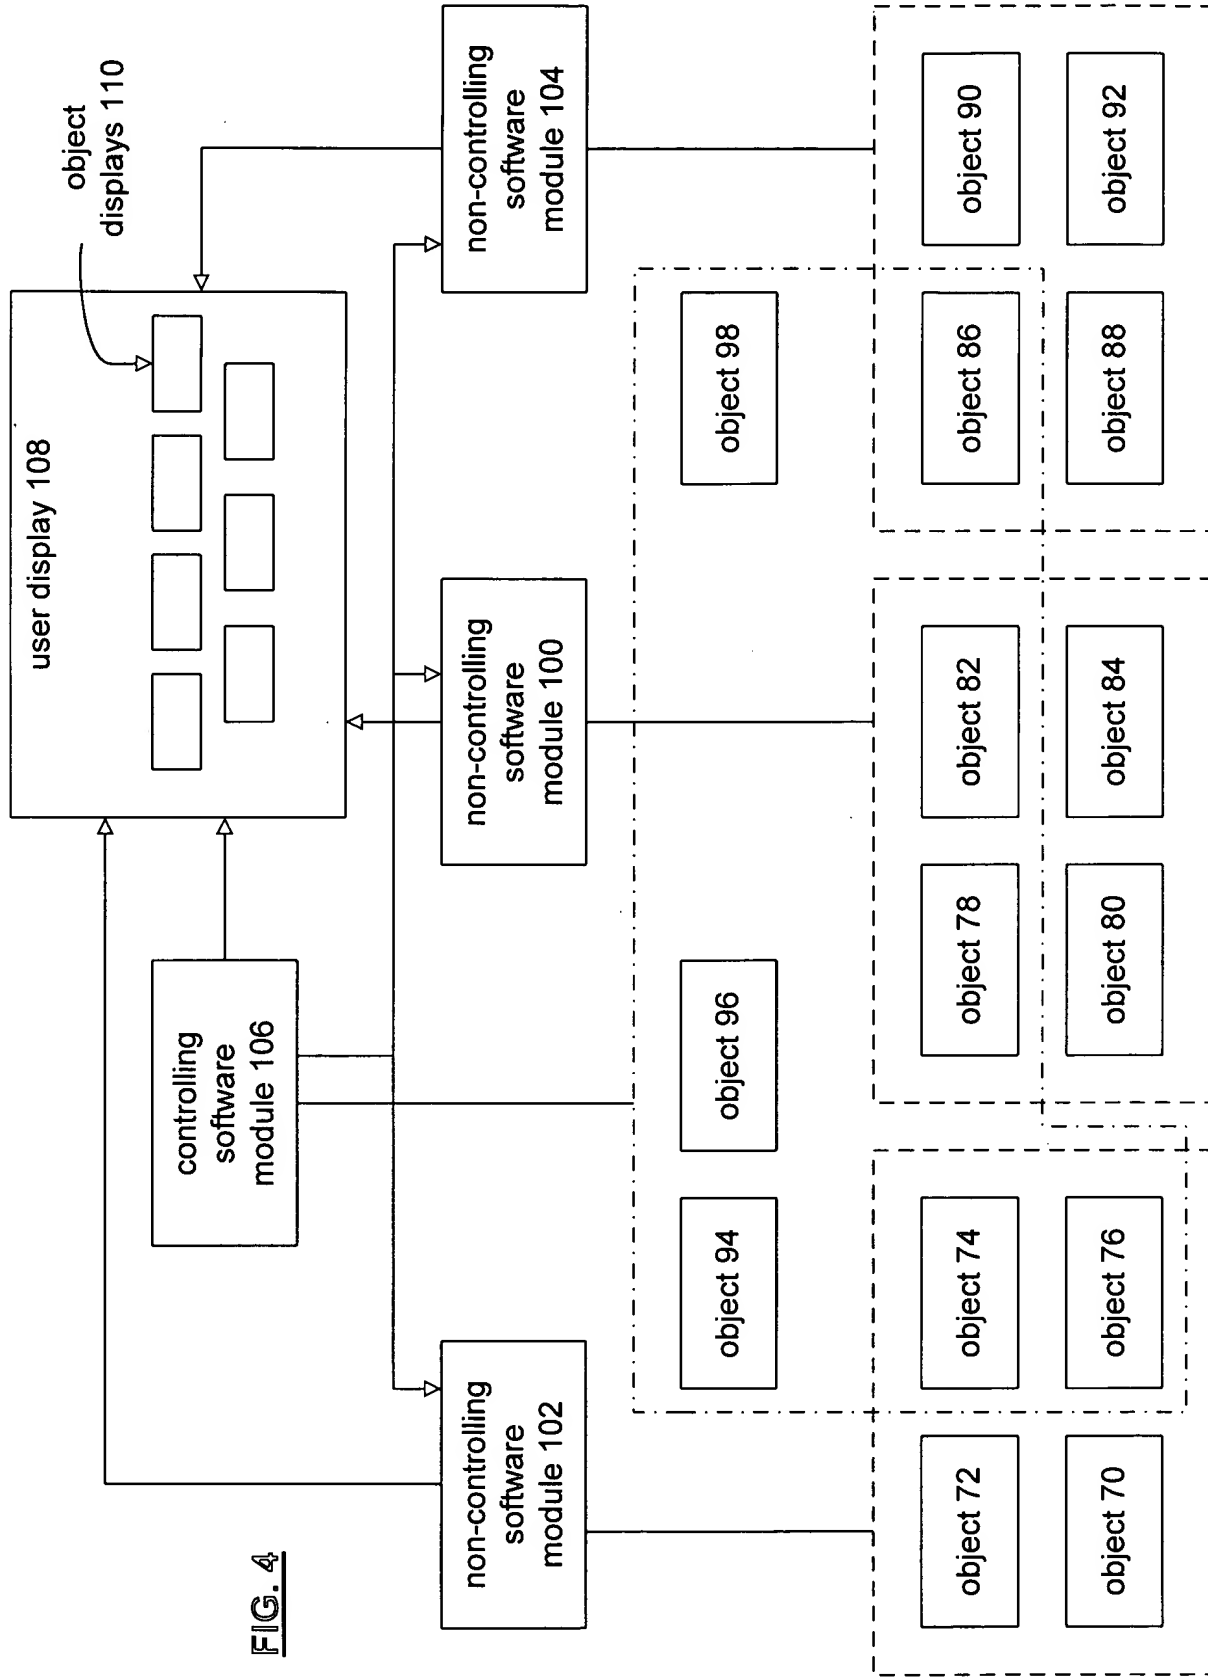 user display 108
object
displays 110
controlling
software
module 106
non-controlling
software
module 102
non-controlling
software
module 100
non-controlling
software
module 104
object 94
object 96
object 98
object 72
object 74
object 78
object 82
object 86
object 90
object 70
object 76
object 80
object 84
object 88
object 92
FIG. 4